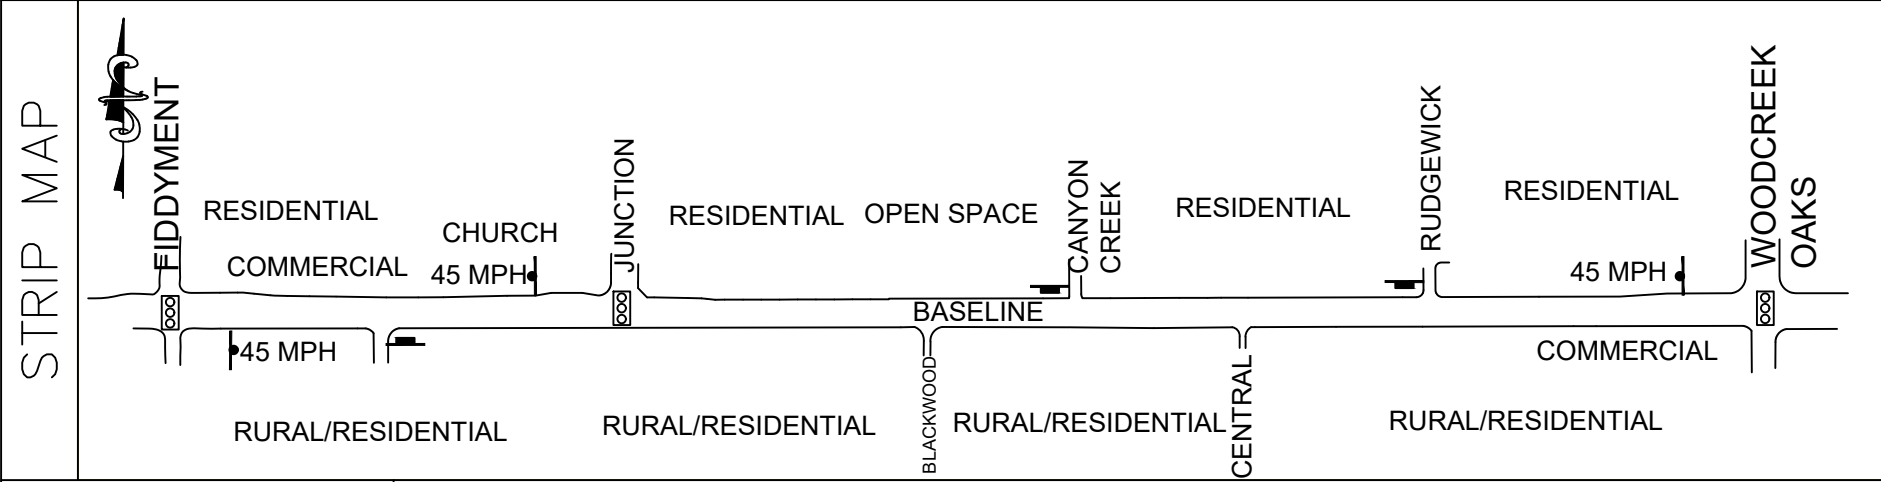 STRIP MAP
FIDDYMENT
RESIDENTIAL
COMMERCIAL
CHURCH
45 MPH
JUNCTION
RESIDENTIAL
OPEN SPACE
CANYON
CREEK
RESIDENTIAL
RUDGEWICK
RESIDENTIAL
45 MPH
WOODCREEK
OAKS
BASELINE
45 MPH
COMMERCIAL
RURAL/RESIDENTIAL
RURAL/RESIDENTIAL
BLACKWOOD
RURAL/RESIDENTIAL
CENTRAL
RURAL/RESIDENTIAL